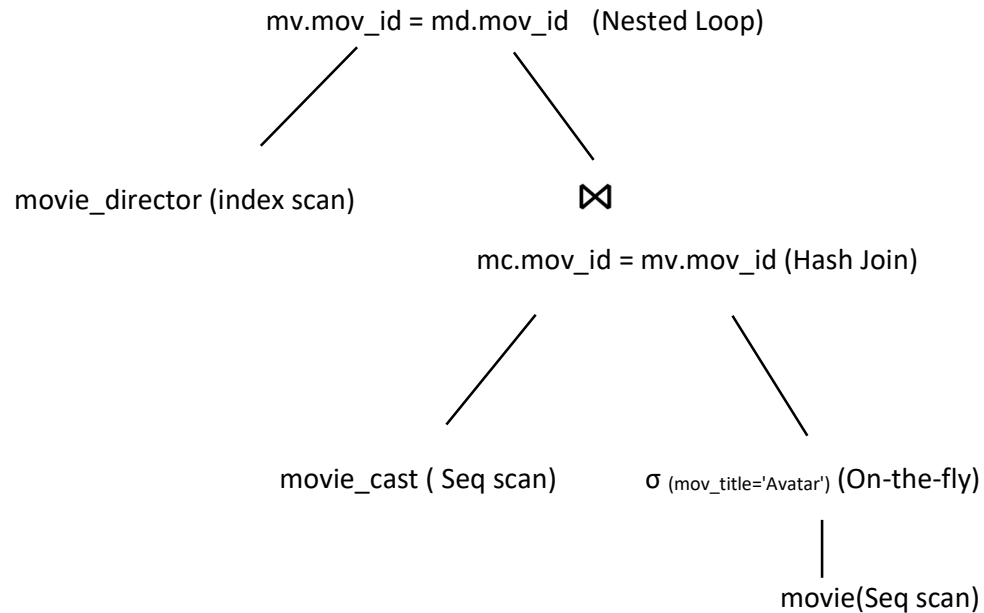 mv.mov_id = md.mov_id (Nested Loop)
movie_director (index scan)
⋈
mc.mov_id = mv.mov_id (Hash Join)
movie_cast ( Seq scan)
σ (mov_title='Avatar') (On-the-fly)
movie(Seq scan)